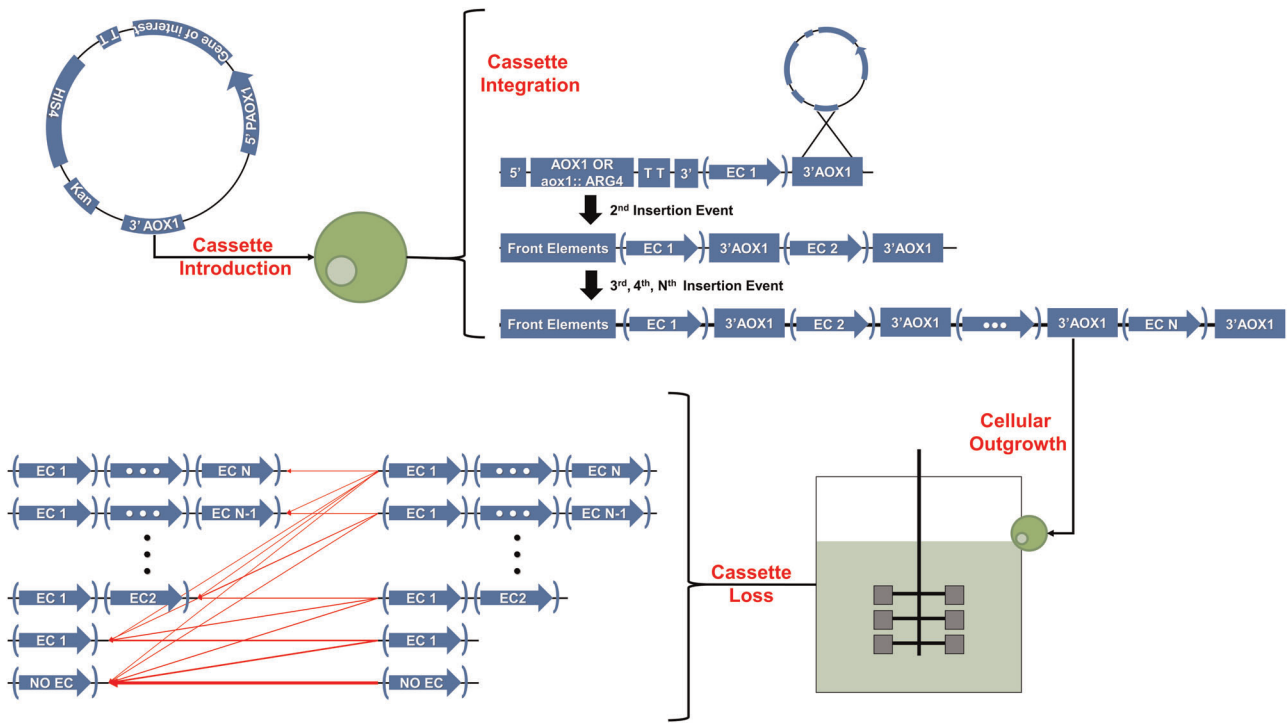 Gene of interest
T T
HIS4
5' PAOX1
Kan
3' AOX1
Cassette
Introduction
Cassette
Integration
5'
AOX1 OR
aox1:: ARG4
T T
3'
EC 1
3'AOX1
2nd Insertion Event
Front Elements
EC 1
3'AOX1
EC 2
3'AOX1
3rd, 4th, Nth Insertion Event
Front Elements
EC 1
3'AOX1
EC 2
3'AOX1
3'AOX1
EC N
3'AOX1
Cellular
Outgrowth
Cassette
Loss
EC 1
EC N
EC 1
EC N
EC 1
EC N-1
EC 1
EC N-1
EC 1
EC2
EC 1
EC2
EC 1
EC 1
NO EC
NO EC